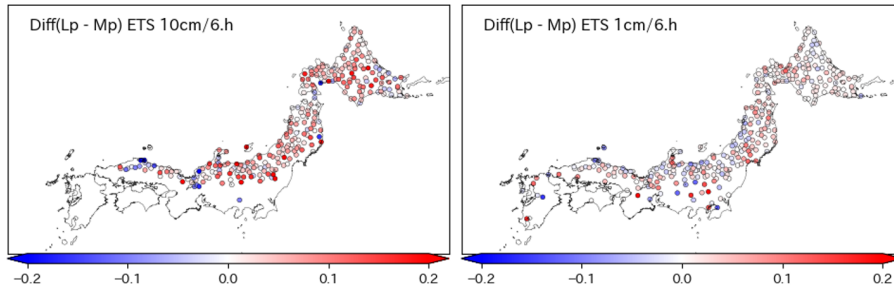 Diff(Lp - Mp) ETS 10cm/6.h
Diff(Lp - Mp) ETS 1cm/6.h
−0.2 −0.1 0.0 0.1 0.2
−0.2 −0.1 0.0 0.1 0.2